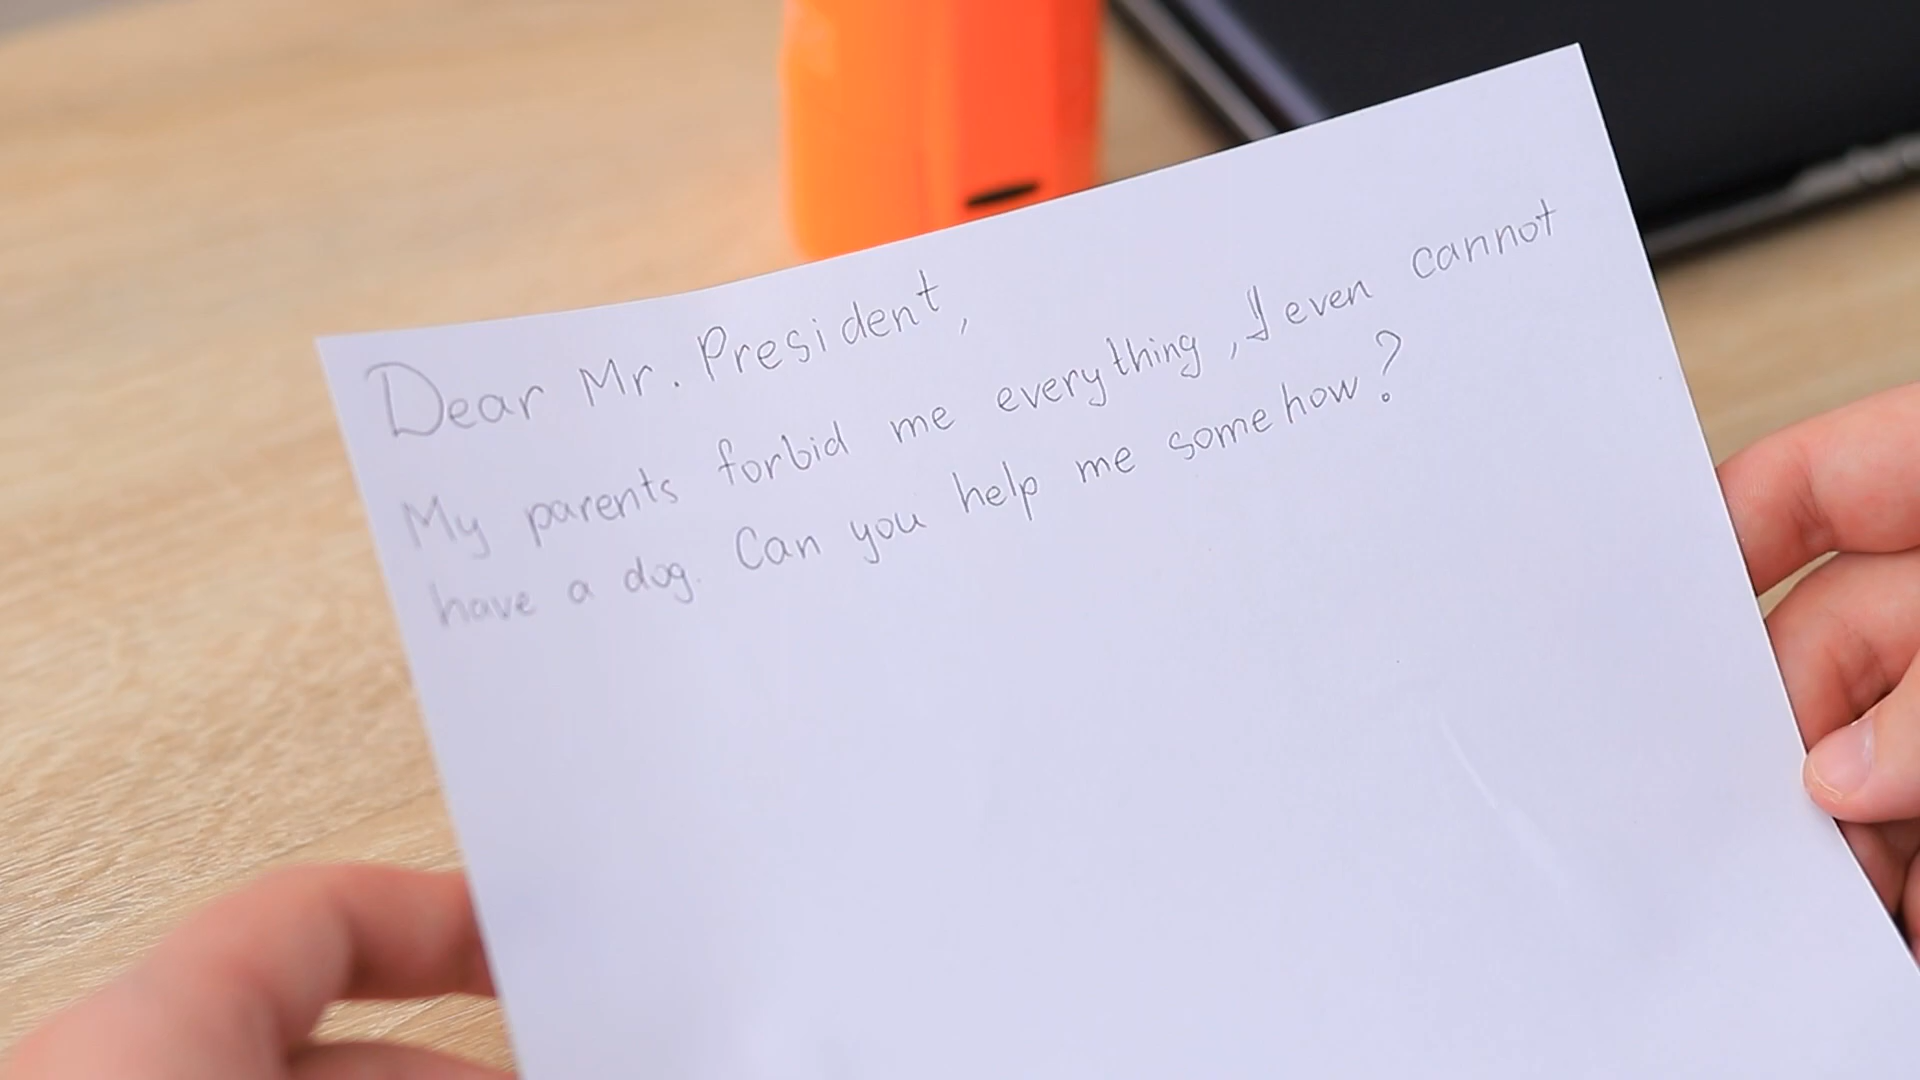 Dear Mr. President,
My parents forbid me everything, I even cannot
have a dog. Can you help me somehow?